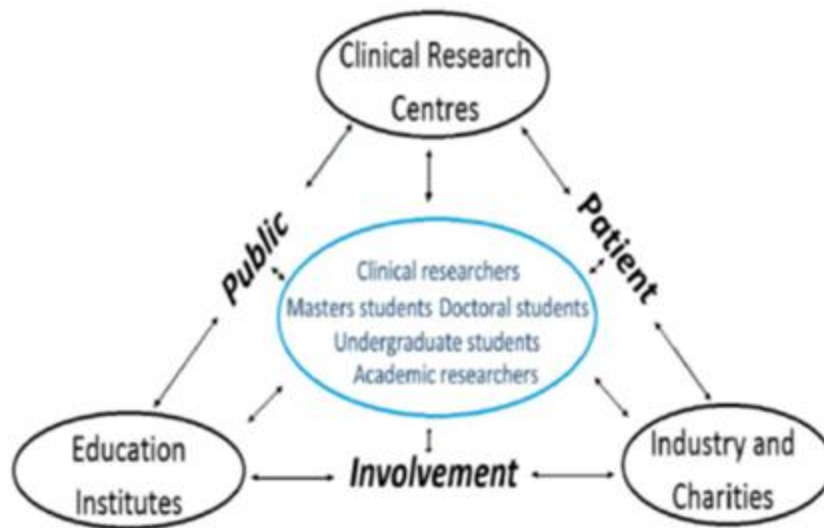 Clinical Research
Centres
Public
Patient
Clinical researchers
Masters students Doctoral students
Undergraduate students
Academic researchers
Education
Institutes
Involvement
Industry and
Charities